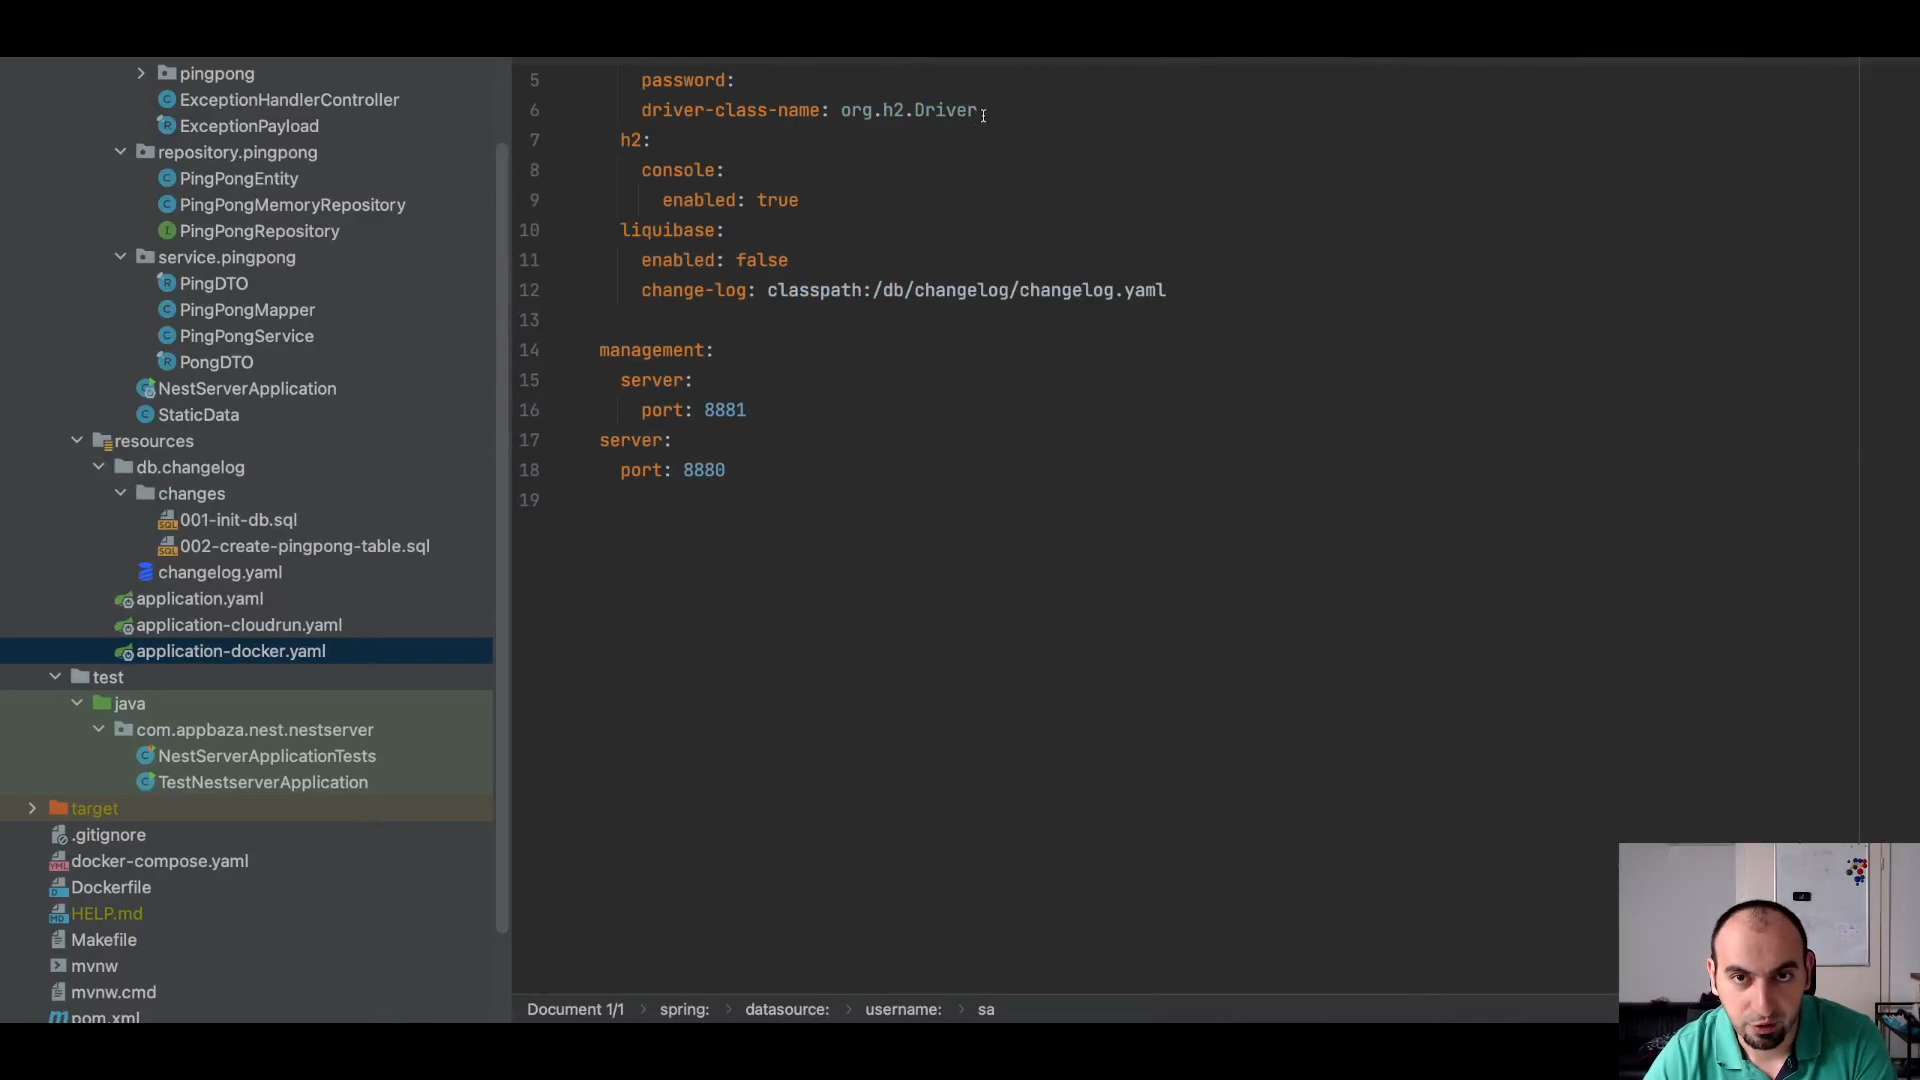 pingpong
ExceptionHandlerController
ExceptionPayload
repository.pingpong
PingPongEntity
PingPongMemoryRepository
PingPongRepository
service.pingpong
PingDTO
PingPongMapper
PingPongService
PongDTO
NestServerApplication
StaticData
resources
db.changelog
changes
001-init-db.sql
002-create-pingpong-table.sql
changelog.yaml
application.yaml
application-cloudrun.yaml
application-docker.yaml
test
java
com.appbaza.nest.nestserver
NestServerApplicationTests
TestNestserverApplication
target
.gitignore
docker-compose.yaml
Dockerfile
HELP.md
Makefile
mvnw
mvnw.cmd
pom.xml
5 password:
6 driver-class-name: org.h2.Driver
7 h2:
8 console:
9 enabled: true
10 liquibase:
11 enabled: false
12 change-log: classpath:/db/changelog/changelog.yaml
13
14 management:
15 server:
16 port: 8881
17 server:
18 port: 8880
19
Document 1/1 > spring: > datasource: > username: > sa